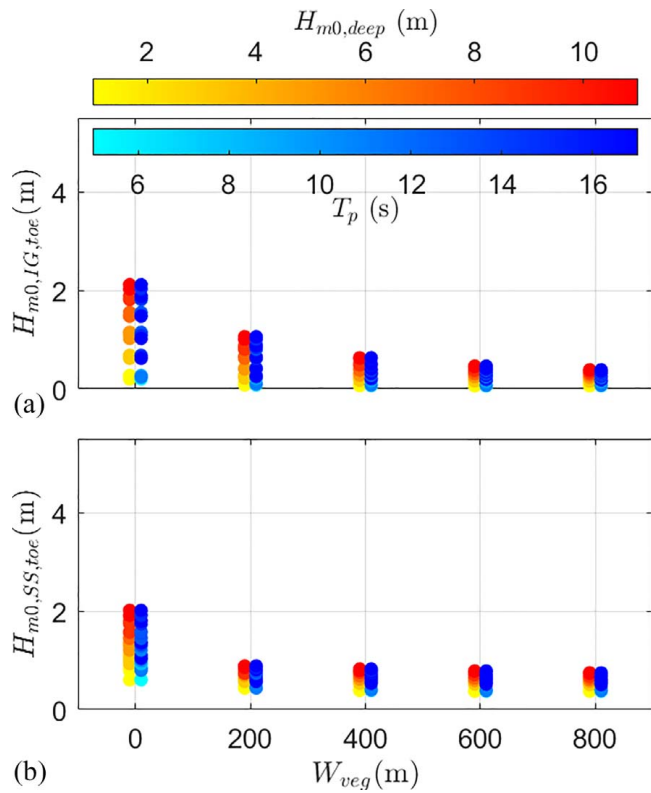 H_{m0,deep} (m)
2 4 6 8 10
6 8 10 12 14 16
T_p (s)
H_{m0,IG,toe}(m)
4
2
0
(a)
H_{m0,SS,toe}(m)
4
2
0
0 200 400 600 800
(b)
W_{veg}(m)